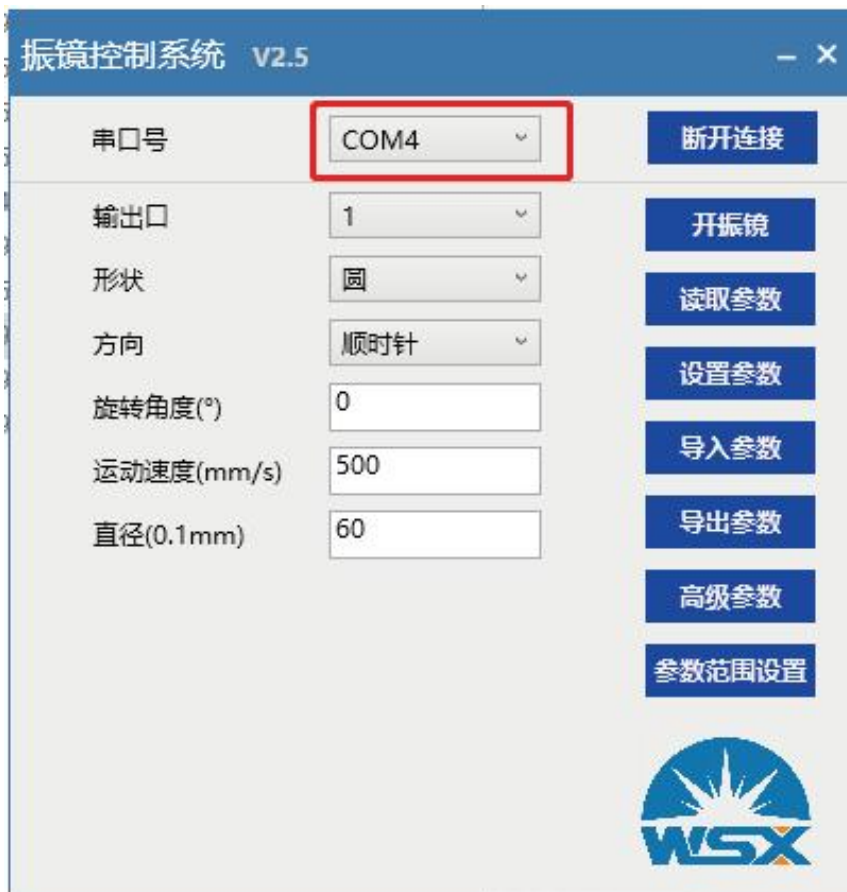 振镜控制系统 V2.5
串口号 COM4 断开连接
输出口 1 开振镜
形状 圆 读取参数
方向 顺时针 设置参数
旋转角度(°) 0 导入参数
运动速度(mm/s) 500 导出参数
直径(0.1mm) 60 高级参数
参数范围设置
WSX